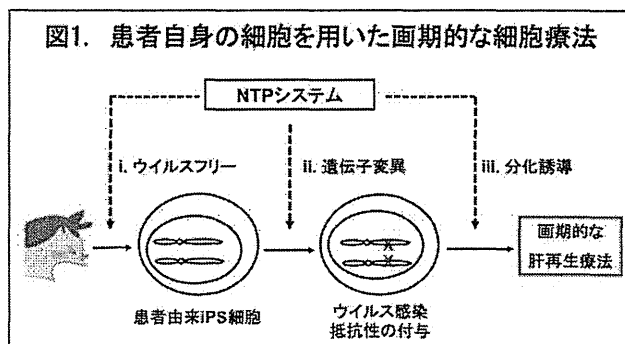 図1. 患者自身の細胞を用いた画期的な細胞療法
NTPシステム
i. ウイルスフリー
ii. 遺伝子変異
iii. 分化誘導
画期的な
肝再生療法
患者由来iPS細胞
ウイルス感染
抵抗性の付与